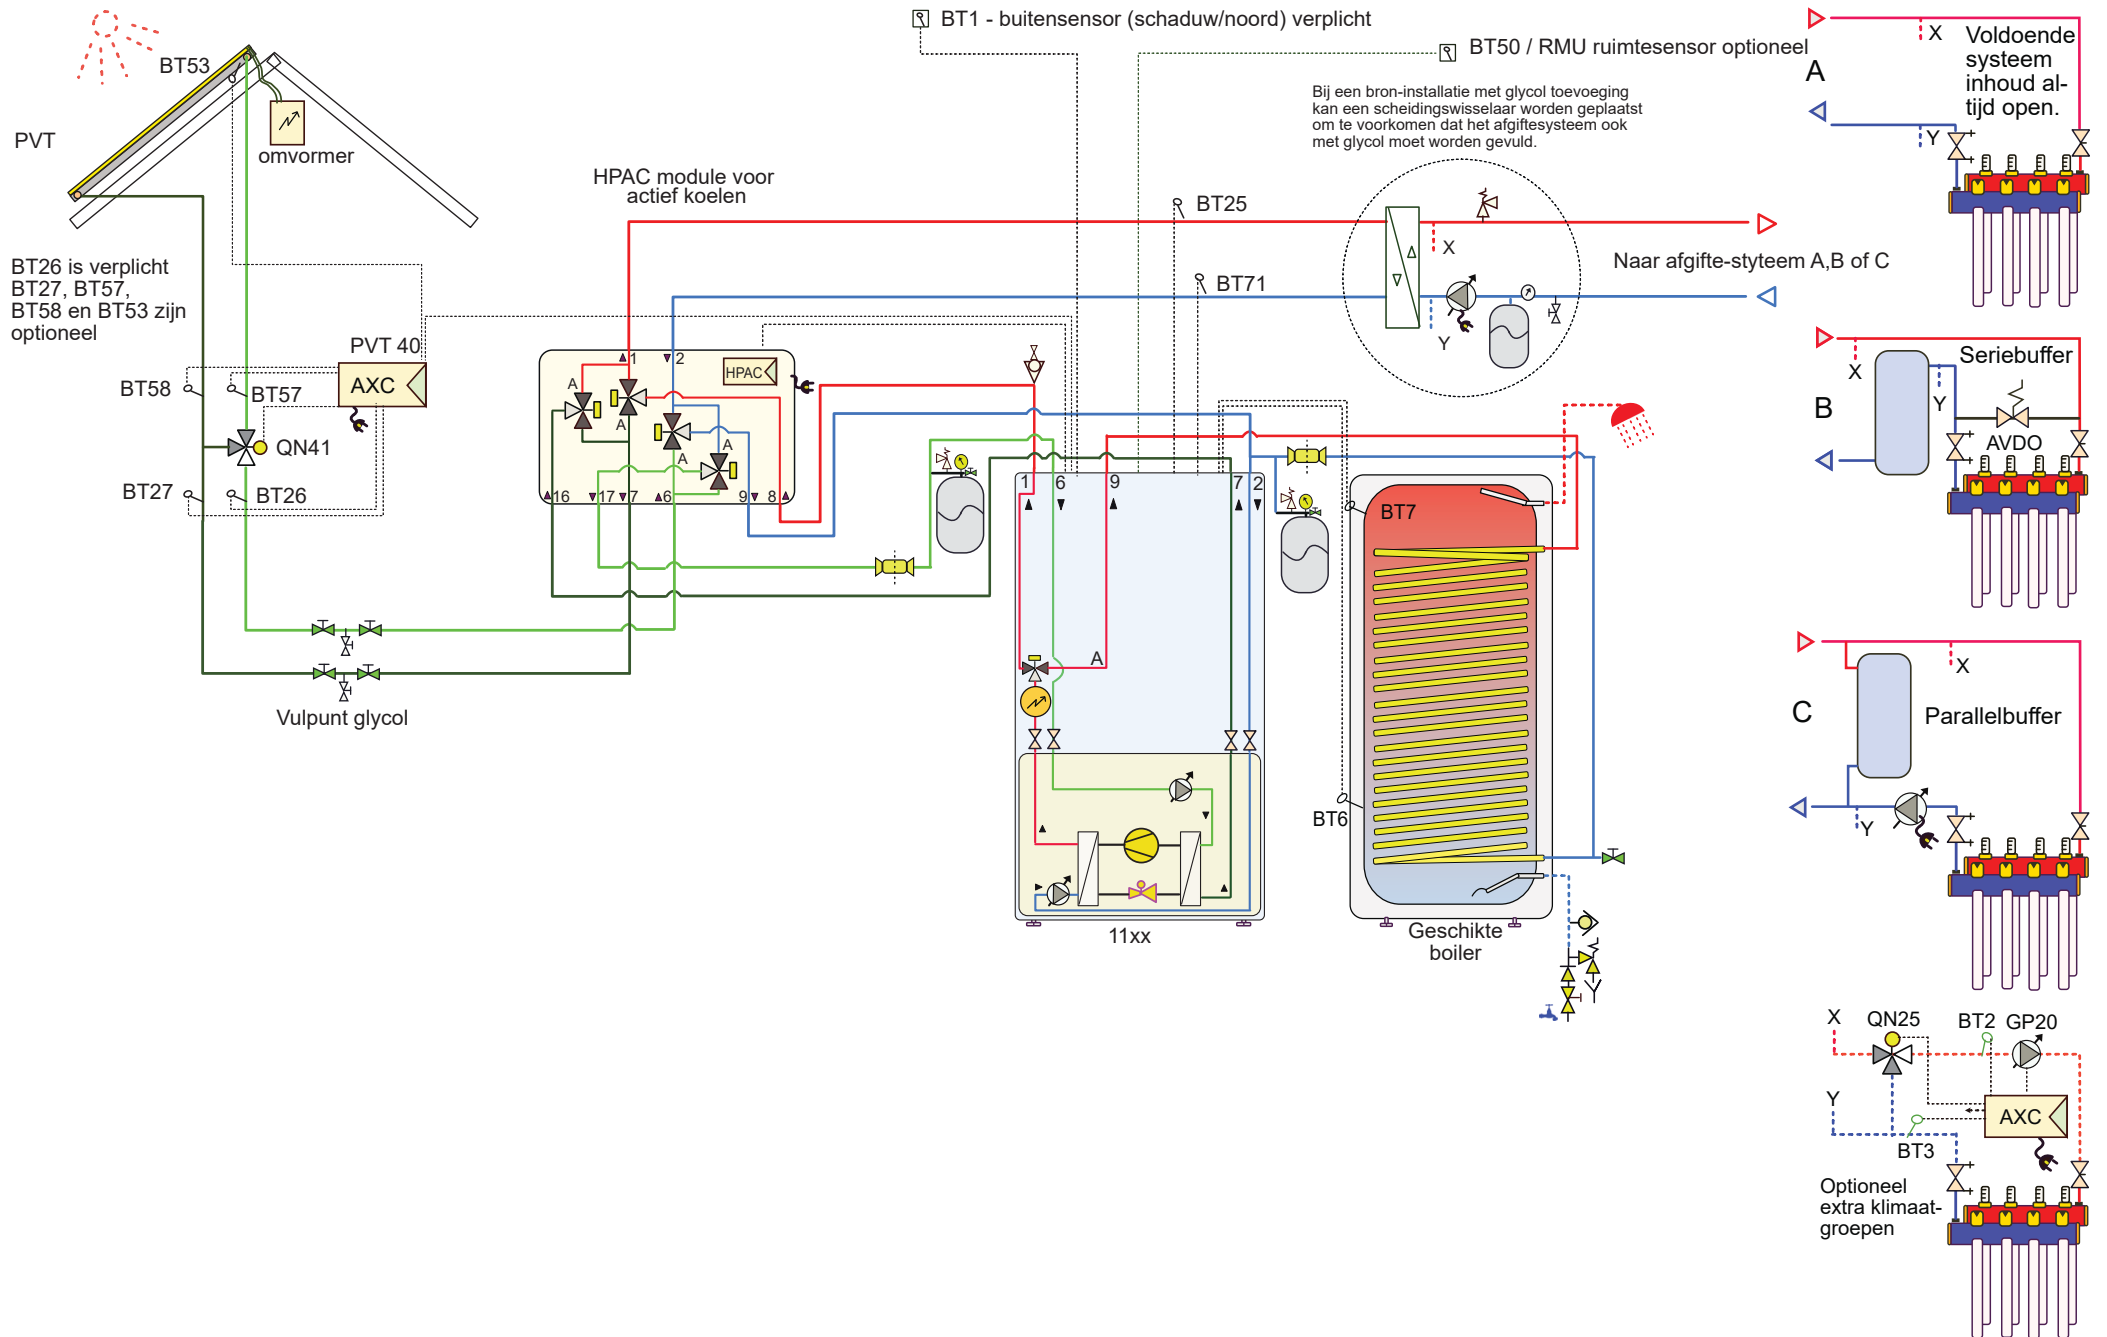 BT1 - buitensensor (schaduw/noord) verplicht
BT50 / RMU ruimtesensor optioneel
Bij een bron-installatie met glycol toevoeging
kan een scheidingswisselaar worden geplaatst
om te voorkomen dat het afgiftesysteem ook
met glycol moet worden gevuld.
BT53
PVT
omvormer
HPAC module voor
actief koelen
BT25
BT71
X
Y
Naar afgifte-styteem A,B of C
BT26 is verplicht
BT27, BT57,
BT58 en BT53 zijn
optioneel
PVT 40
AXC
BT58
BT57
QN41
BT27
BT26
Vulpunt glycol
1
2
HPAC
A
A
A
A
16
17
7
6
9
8
1
6
9
7
2
A
11xx
BT7
BT6
Geschikte
boiler
A
X
Y
Voldoende
systeem
inhoud al-
tijd open.
B
X
Y
Seriebuffer
AVDO
C
X
Y
Parallelbuffer
X
QN25
BT2
GP20
Y
AXC
BT3
Optioneel
extra klimaat-
groepen